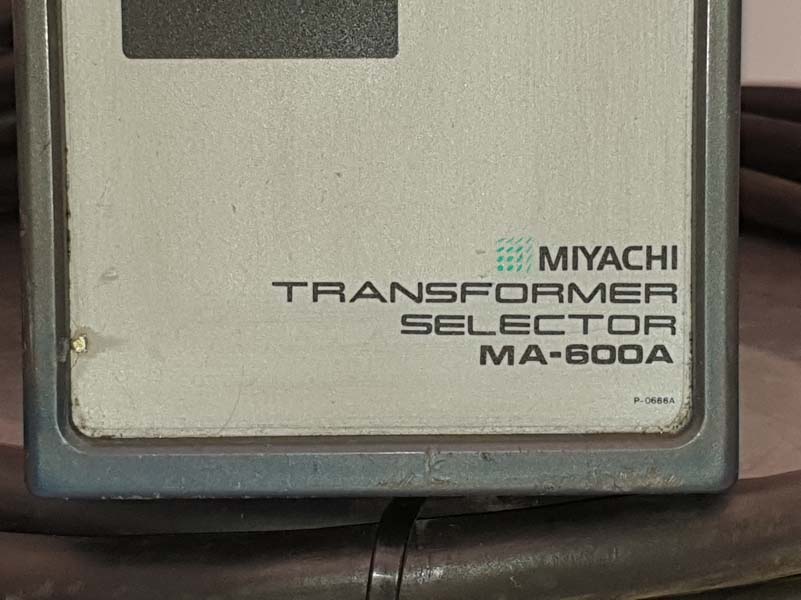 MIYACHI
TRANSFORMER
SELECTOR
MA-600A
P-0666A